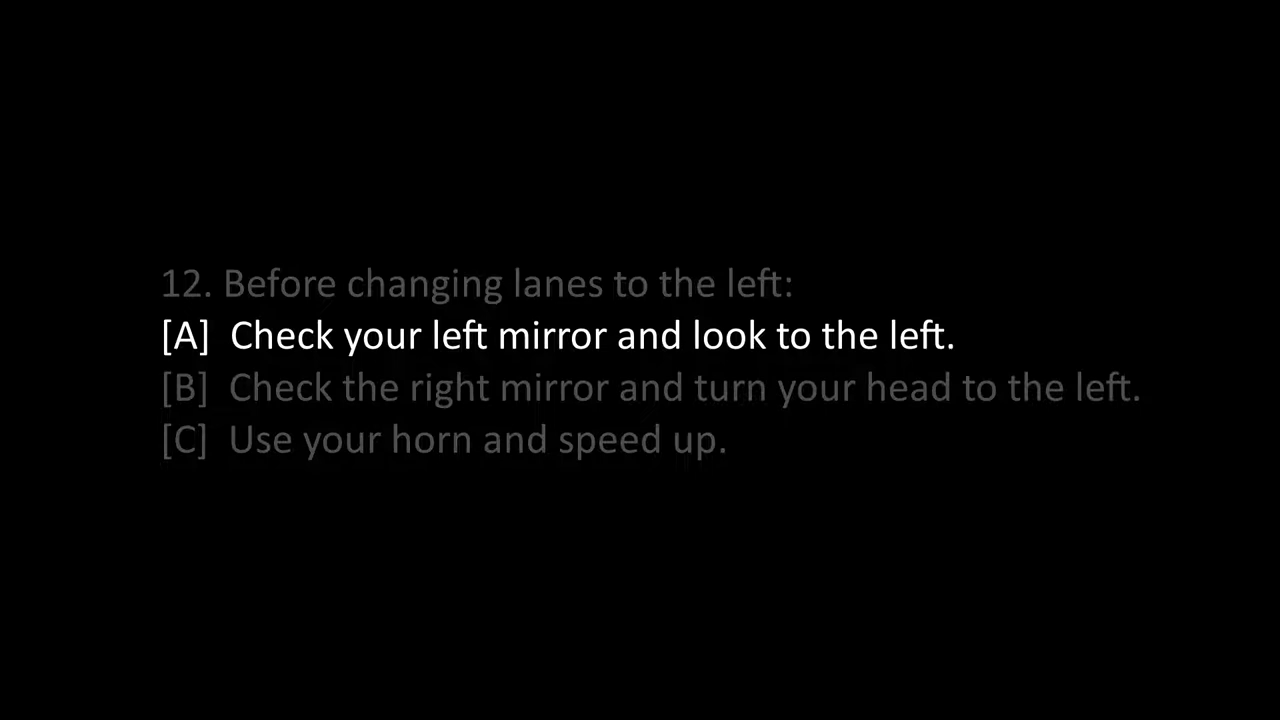 12. Before changing lanes to the left:
[A]  Check your left mirror and look to the left.
[B]  Check the right mirror and turn your head to the left.
[C]  Use your horn and speed up.